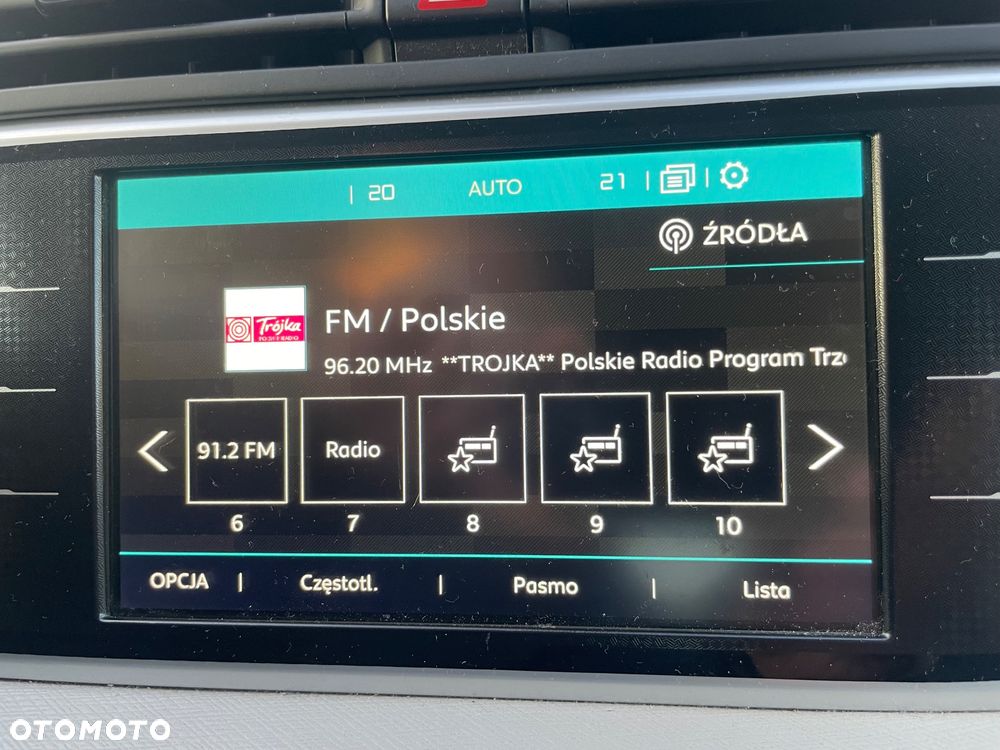 20 AUTO 21
ŹRÓDŁA
Trójka
FM / Polskie
96.20 MHz **TROJKA** Polskie Radio Program Trze
91.2 FM Radio
6 7 8 9 10
OPCJA Częstotl. Pasmo Lista
OTOMOTO